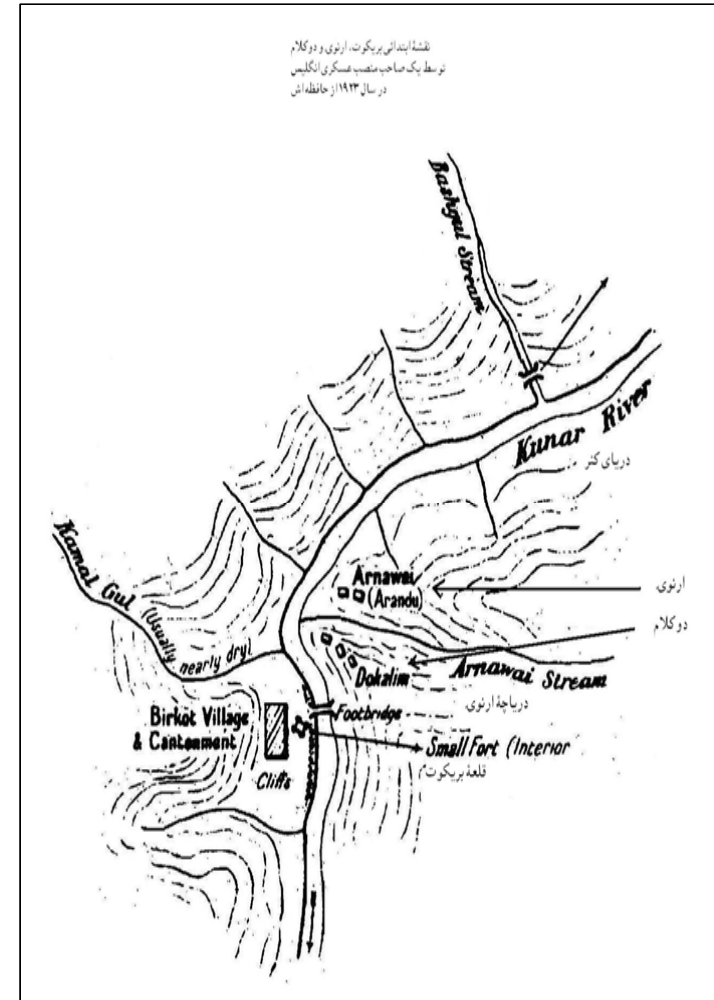 نقشهٔ ابتدائی بریکوت، ارنوی و دوکلام
توسط یک صاحب منصب عسکری انگلیس
در سال ۱۹۲۳ از حافظه اش
Bashgul Stream
Kunar River
دریای کنر
Kamal Gul (Usually nearly dry)
Arnawai
(Arandu)
ارنوی
دوکلام
Dokalim
Arnawai Stream
دریاچهٔ ارنوی
Birkot Village
& Cantonment
Footbridge
Small Fort (Interior
قلعهٔ بریکوت
Cliffs